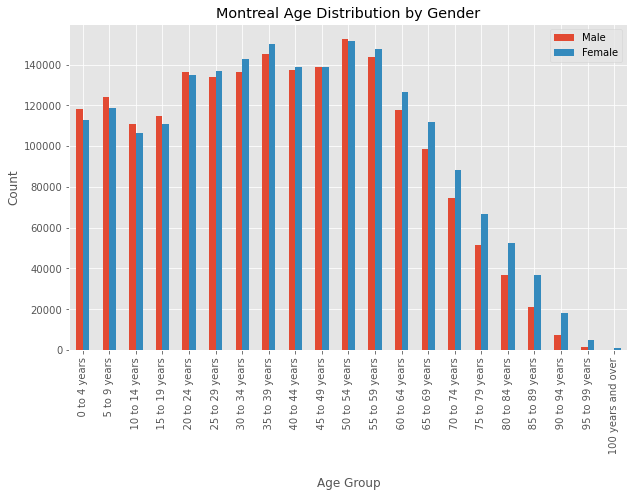 Montreal Age Distribution by Gender
Male
Female
Count
140000
120000
100000
80000
60000
40000
20000
0
0 to 4 years
5 to 9 years
10 to 14 years
15 to 19 years
20 to 24 years
25 to 29 years
30 to 34 years
35 to 39 years
40 to 44 years
45 to 49 years
50 to 54 years
55 to 59 years
60 to 64 years
65 to 69 years
70 to 74 years
75 to 79 years
80 to 84 years
85 to 89 years
90 to 94 years
95 to 99 years
100 years and over
Age Group